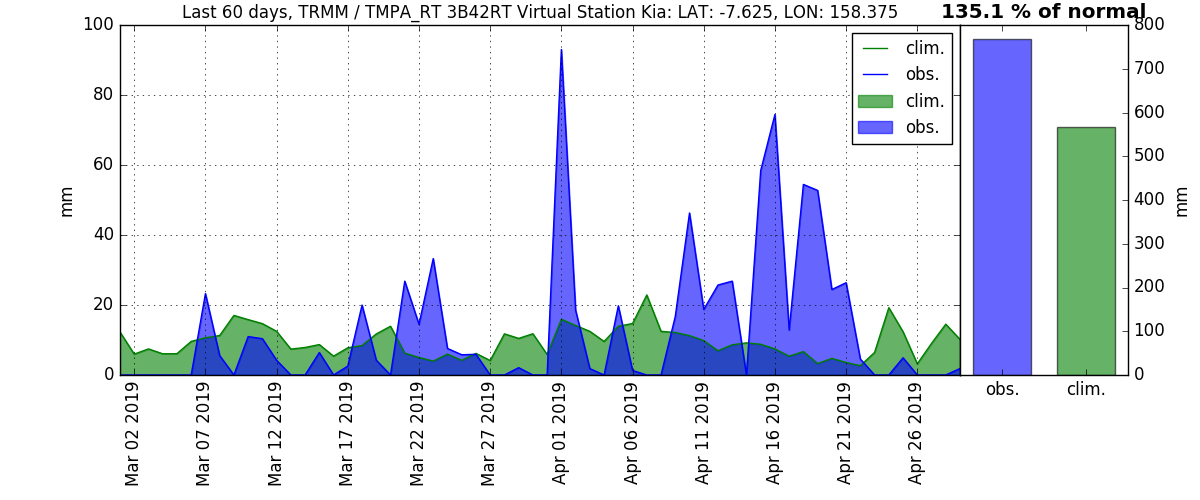 Last 60 days, TRMM / TMPA_RT 3B42RT Virtual Station Kia: LAT: -7.625, LON: 158.375
135.1 % of normal
100
80
60
40
20
0
mm
clim.
obs.
clim.
obs.
800
700
600
500
400
300
200
100
0
mm
obs.
clim.
Mar 02 2019
Mar 07 2019
Mar 12 2019
Mar 17 2019
Mar 22 2019
Mar 27 2019
Apr 01 2019
Apr 06 2019
Apr 11 2019
Apr 16 2019
Apr 21 2019
Apr 26 2019